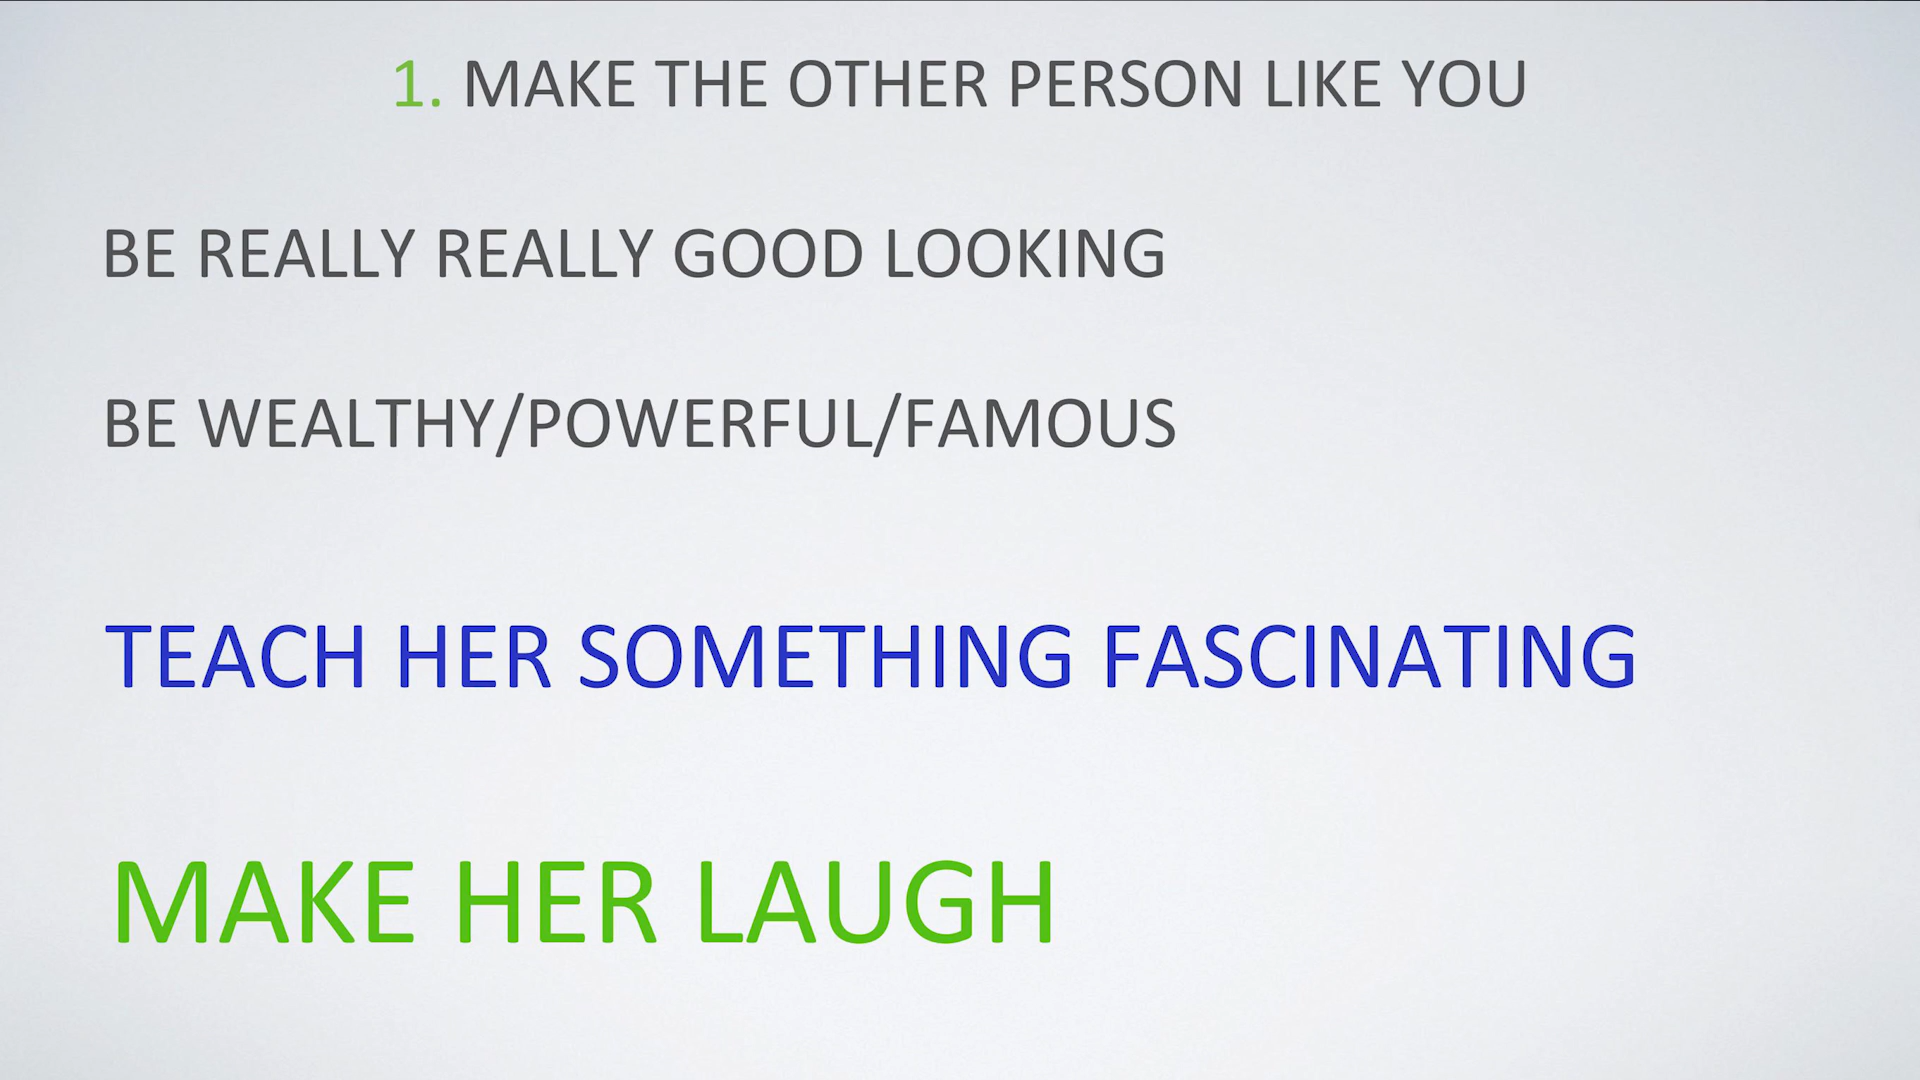 1. MAKE THE OTHER PERSON LIKE YOU
BE REALLY REALLY GOOD LOOKING
BE WEALTHY/POWERFUL/FAMOUS
TEACH HER SOMETHING FASCINATING
MAKE HER LAUGH